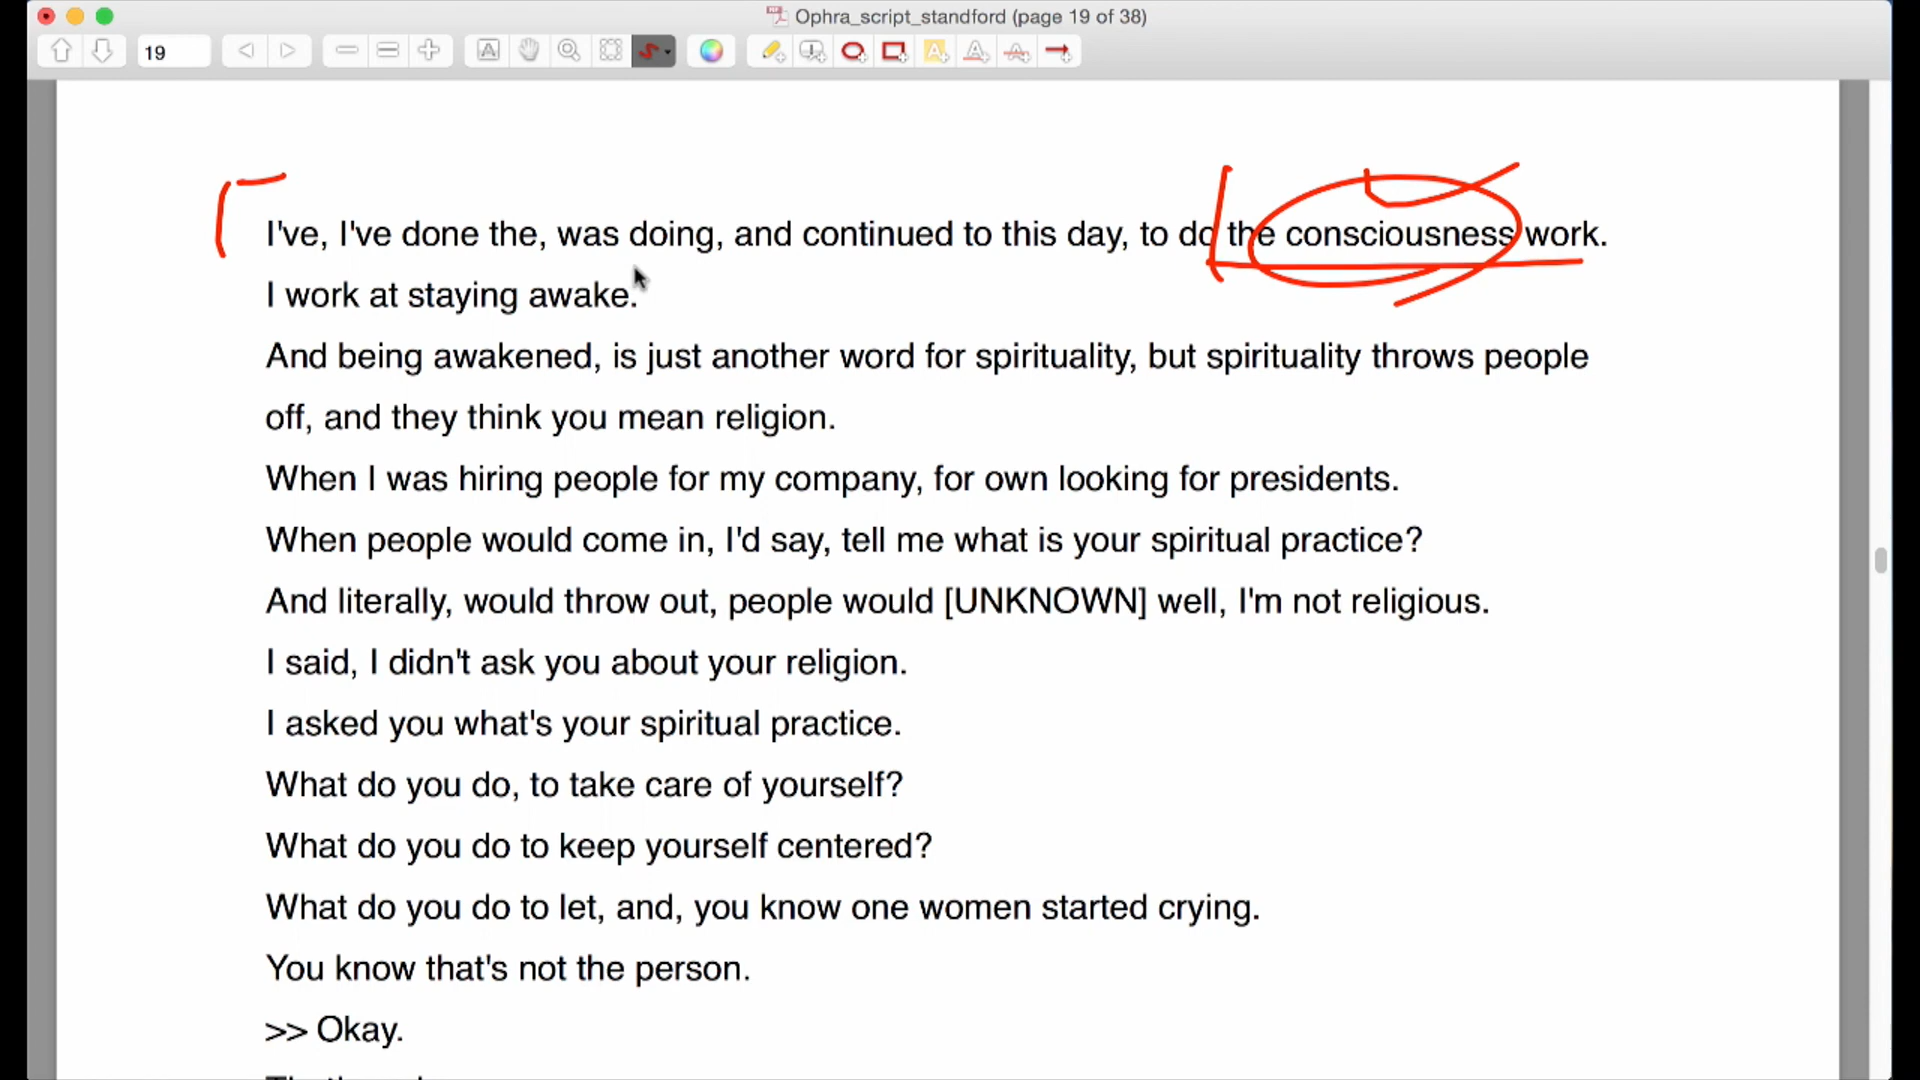 Ophra_script_standford (page 19 of 38)
19
I've, I've done the, was doing, and continued to this day, to do the consciousness work.
I work at staying awake.
And being awakened, is just another word for spirituality, but spirituality throws people
off, and they think you mean religion.
When I was hiring people for my company, for own looking for presidents.
When people would come in, I'd say, tell me what is your spiritual practice?
And literally, would throw out, people would [UNKNOWN] well, I'm not religious.
I said, I didn't ask you about your religion.
I asked you what's your spiritual practice.
What do you do, to take care of yourself?
What do you do to keep yourself centered?
What do you do to let, and, you know one women started crying.
You know that's not the person.
>> Okay.